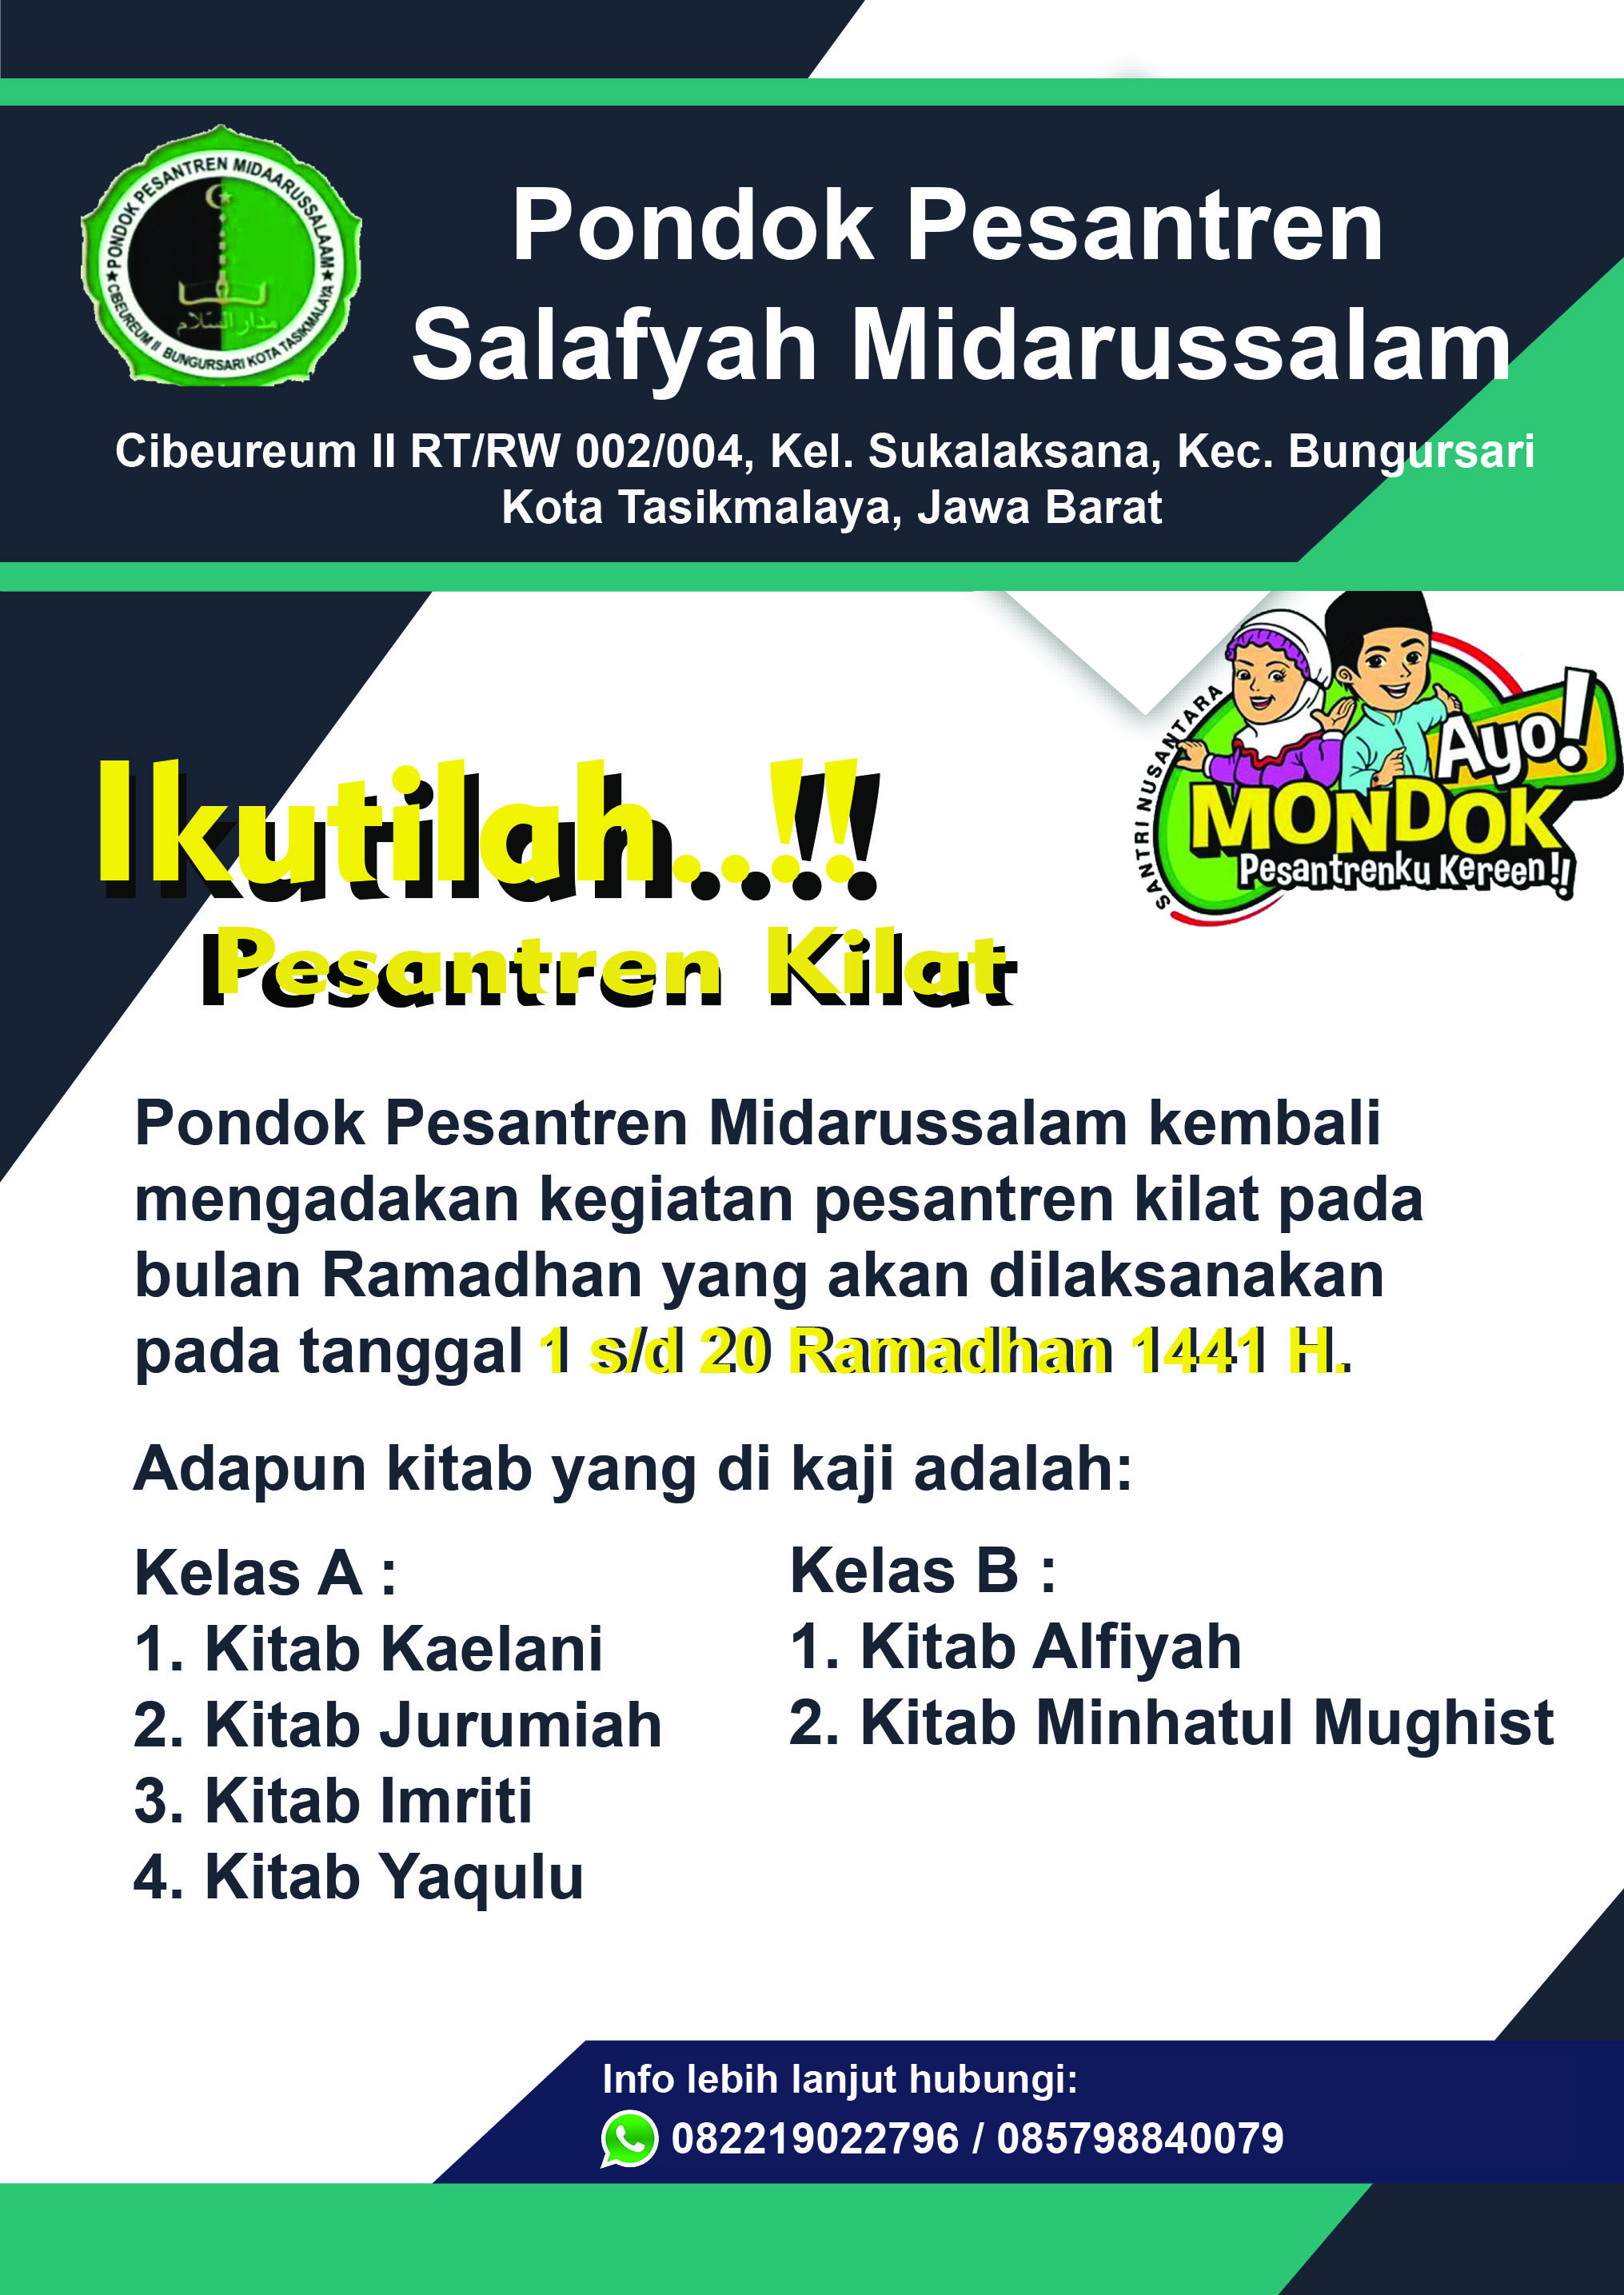 PONDOK PESANTREN MIDAARUSSALAAM
مدار السلام
CIBEUREUM II BUNGURSARI KOTA TASIKMALAYA
Pondok Pesantren
Salafyah Midarussalam
Cibeureum II RT/RW 002/004, Kel. Sukalaksana, Kec. Bungursari
Kota Tasikmalaya, Jawa Barat
SANTRI NUSANTARA
Ayo!
MONDOK
Pesantrenku Kereen!!
Ikutilah...!!
Pesantren Kilat
Pondok Pesantren Midarussalam kembali
mengadakan kegiatan pesantren kilat pada
bulan Ramadhan yang akan dilaksanakan
pada tanggal 1 s/d 20 Ramadhan 1441 H.
Adapun kitab yang di kaji adalah:
Kelas A :
1. Kitab Kaelani
2. Kitab Jurumiah
3. Kitab Imriti
4. Kitab Yaqulu
Kelas B :
1. Kitab Alfiyah
2. Kitab Minhatul Mughist
Info lebih lanjut hubungi:
082219022796 / 085798840079